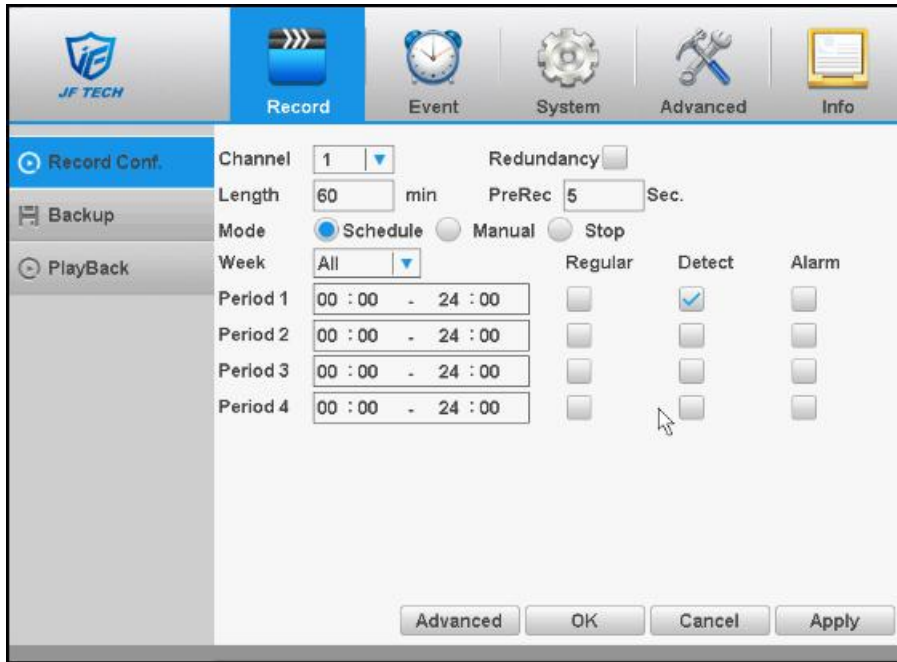 JF TECH
Record Event System Advanced Info
Record Conf.
Backup
PlayBack
Channel 1 Redundancy
Length 60 min PreRec 5 Sec.
Mode Schedule Manual Stop
Week All Regular Detect Alarm
Period 1 00 : 00 - 24 : 00
Period 2 00 : 00 - 24 : 00
Period 3 00 : 00 - 24 : 00
Period 4 00 : 00 - 24 : 00
Advanced OK Cancel Apply